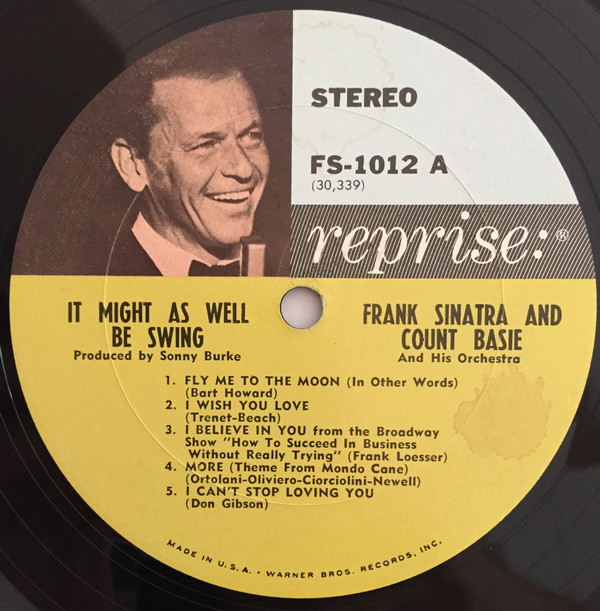 STEREO
FS-1012 A
(30,339)
reprise:®
IT MIGHT AS WELL
BE SWING
Produced by Sonny Burke
FRANK SINATRA AND
COUNT BASIE
And His Orchestra
1. FLY ME TO THE MOON (In Other Words)
(Bart Howard)
2. I WISH YOU LOVE
(Trenet-Beach)
3. I BELIEVE IN YOU from the Broadway
Show "How To Succeed In Business
Without Really Trying" (Frank Loesser)
4. MORE (Theme From Mondo Cane)
(Ortolani-Oliviero-Ciorciolini-Newell)
5. I CAN'T STOP LOVING YOU
(Don Gibson)
MADE IN U.S.A. • WARNER BROS. RECORDS, INC.